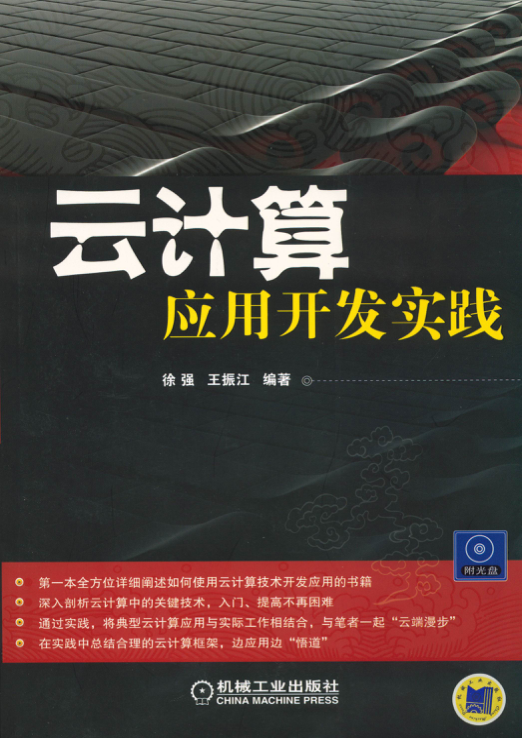 云计算
应用开发实践
徐强 王振江 编著
附光盘
第一本全方位详细阐述如何使用云计算技术开发应用的书籍
深入剖析云计算中的关键技术，入门、提高不再困难
通过实践，将典型云计算应用与实际工作相结合，与笔者一起“云端漫步”
在实践中总结合理的云计算框架，边应用边“悟道”
机械工业出版社
CHINA MACHINE PRESS